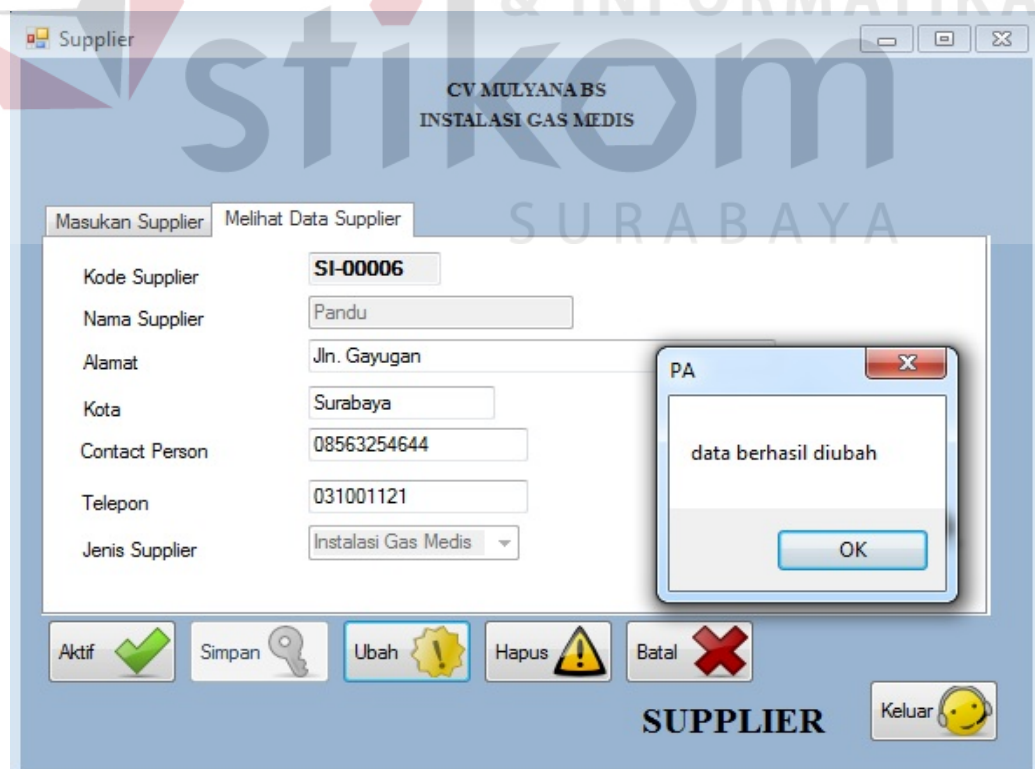 & INFORMATIKA
stikom
SURABAYA
Supplier
CV MULYANA BS
INSTALASI GAS MEDIS
Masukan Supplier
Melihat Data Supplier
Kode Supplier SI-00006
Nama Supplier Pandu
Alamat Jln. Gayugan
Kota Surabaya
Contact Person 08563254644
Telepon 031001121
Jenis Supplier Instalasi Gas Medis
PA
data berhasil diubah
OK
Aktif
Simpan
Ubah
Hapus
Batal
SUPPLIER
Keluar